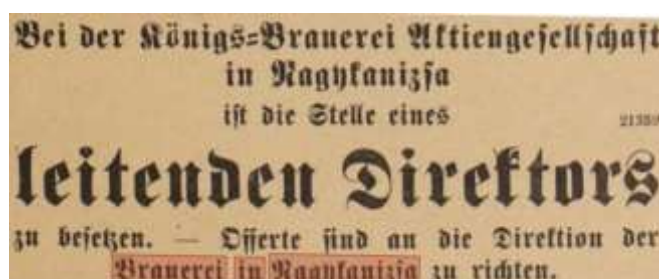 Bei der Königs=Brauerei Aktiengesellschaft
in Nagykanizsa
ist die Stelle eines
21359
leitenden Direktors
zu besetzen. — Offerte sind an die Direktion der
Brauerei in Nagykanizsa zu richten.